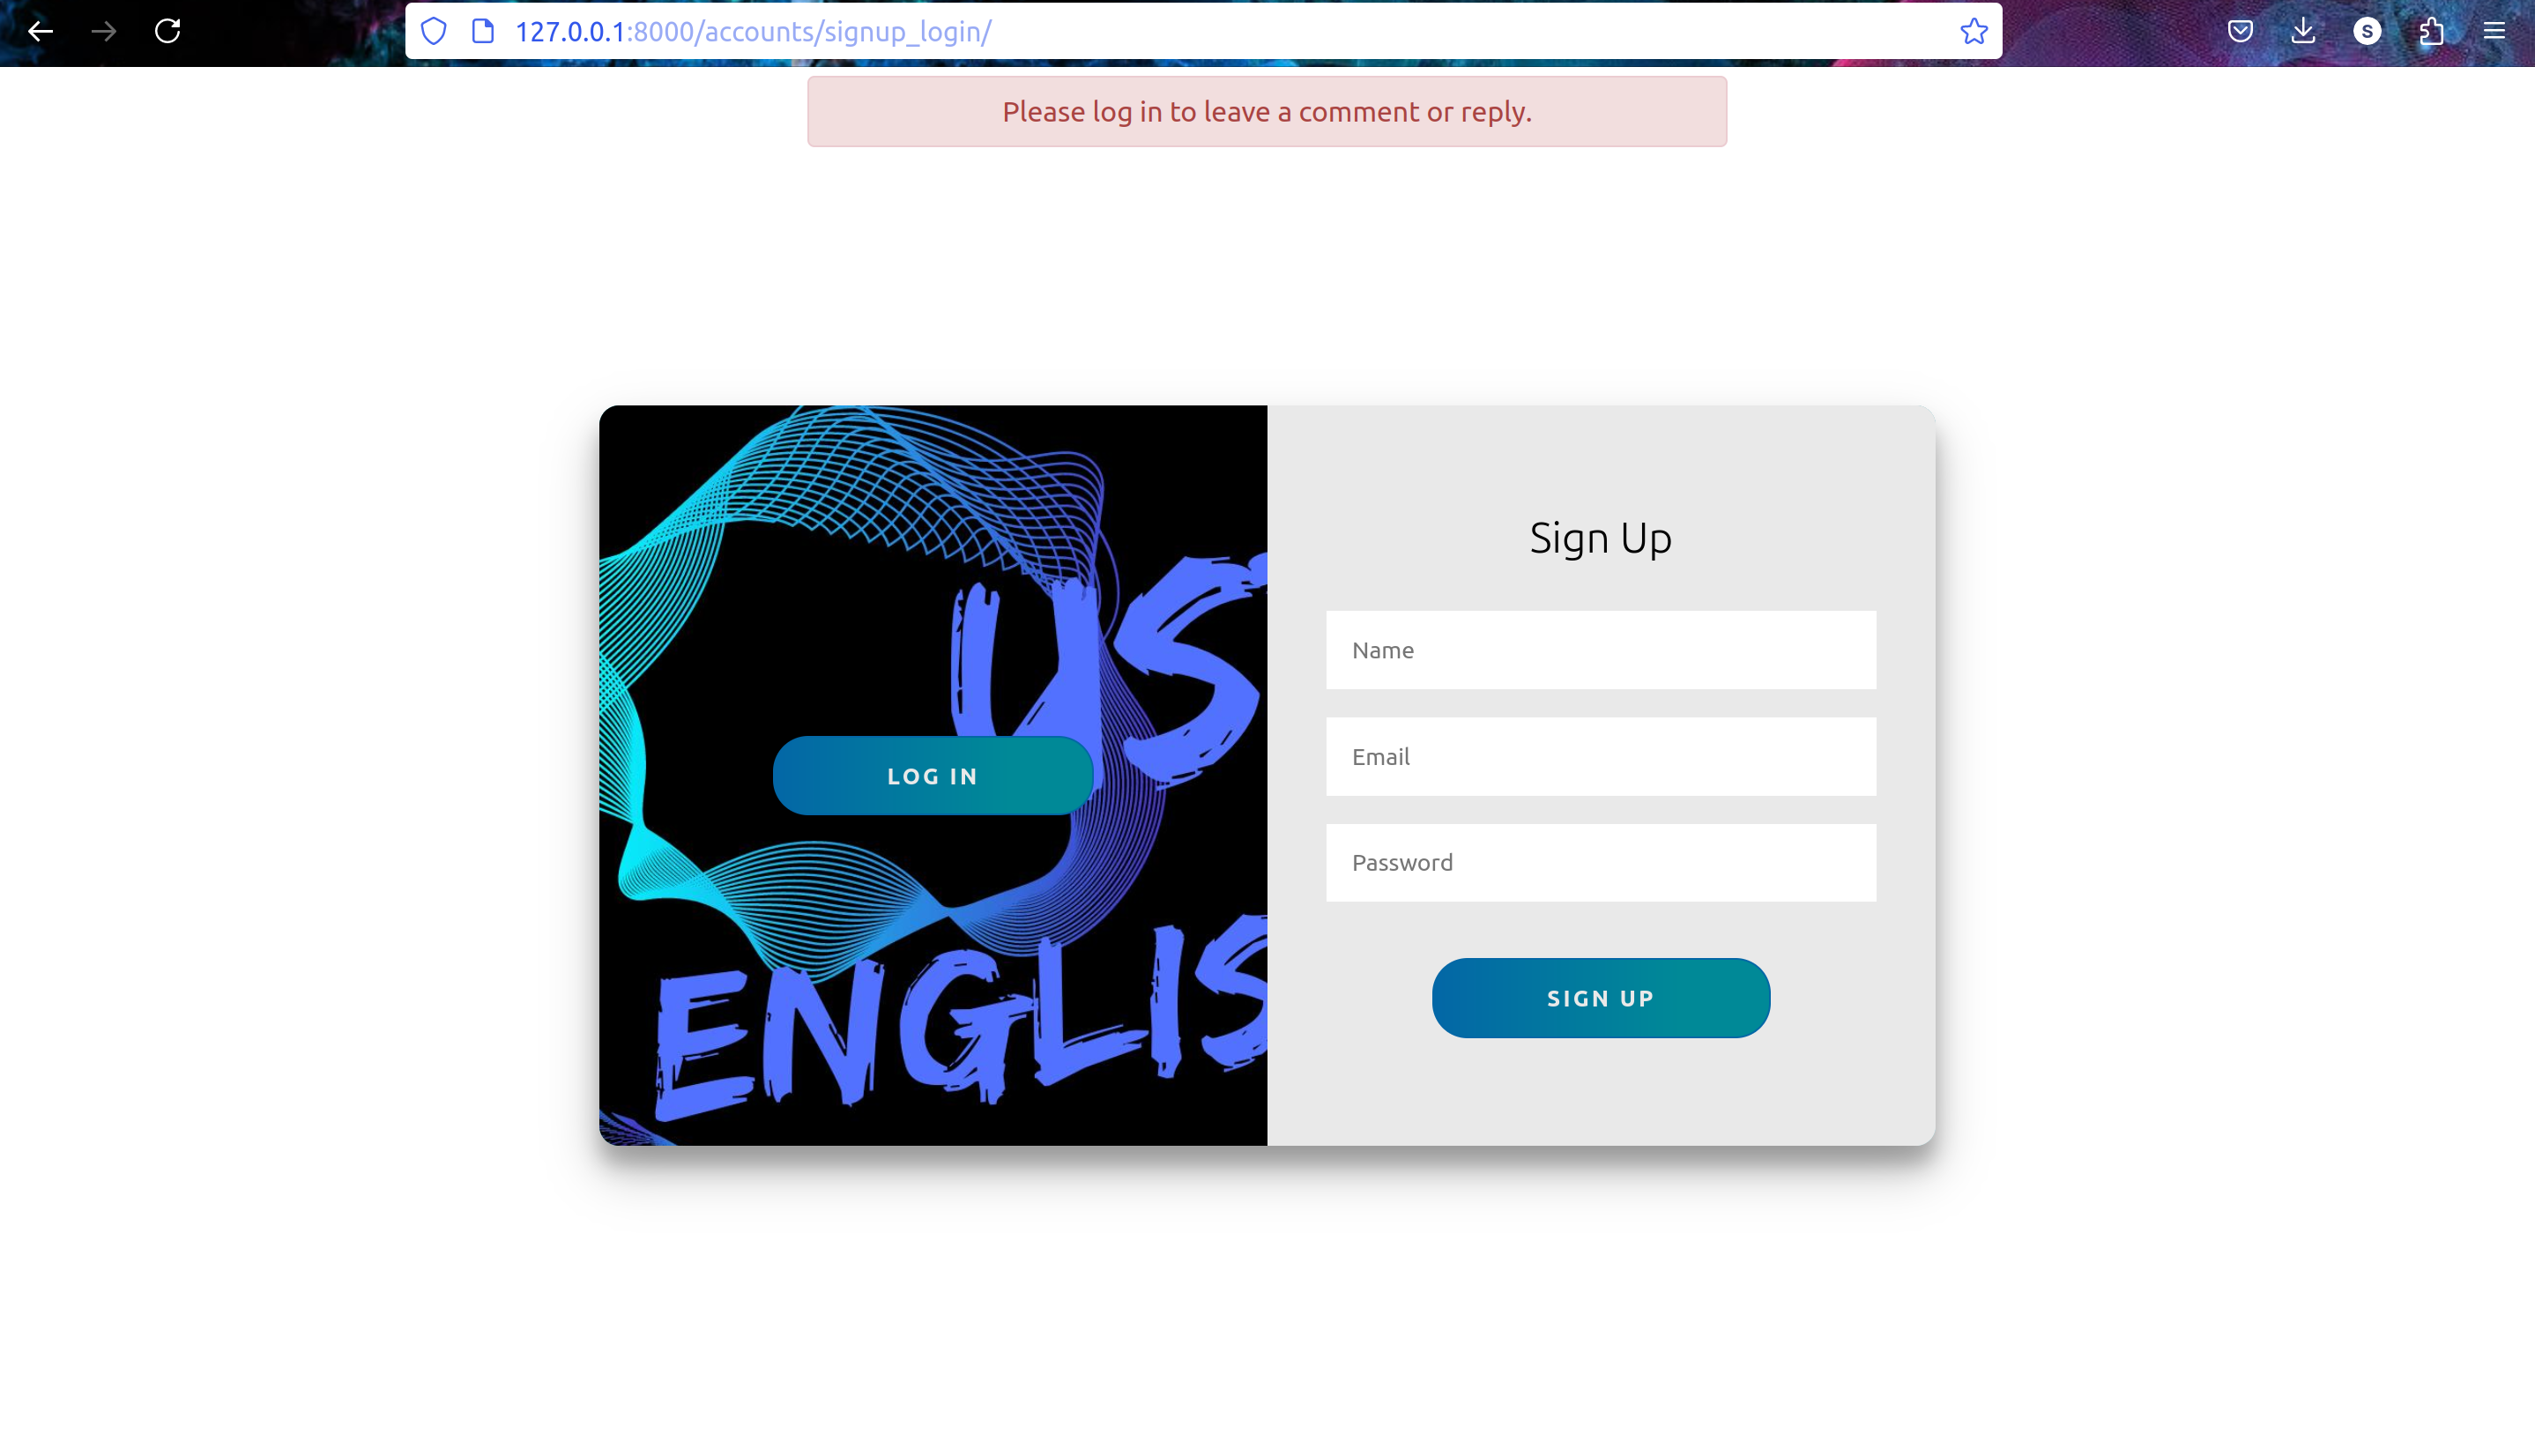 127.0.0.1:8000/accounts/signup_login/
S
Please log in to leave a comment or reply.
US
LOG IN
ENGLIS
Sign Up
Name
Email
Password
SIGN UP